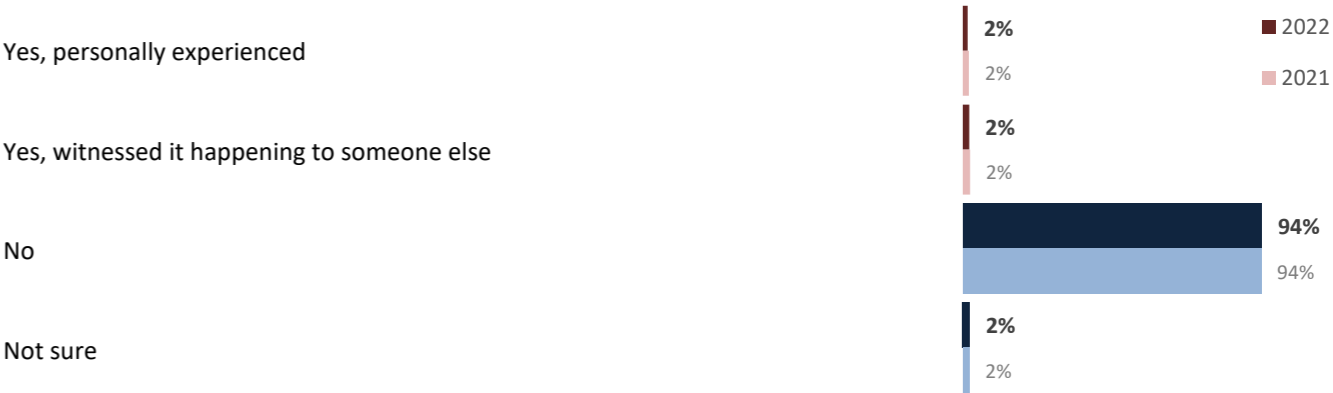 2%
2022
Yes, personally experienced
2%
2021
2%
Yes, witnessed it happening to someone else
2%
94%
No
94%
2%
Not sure
2%